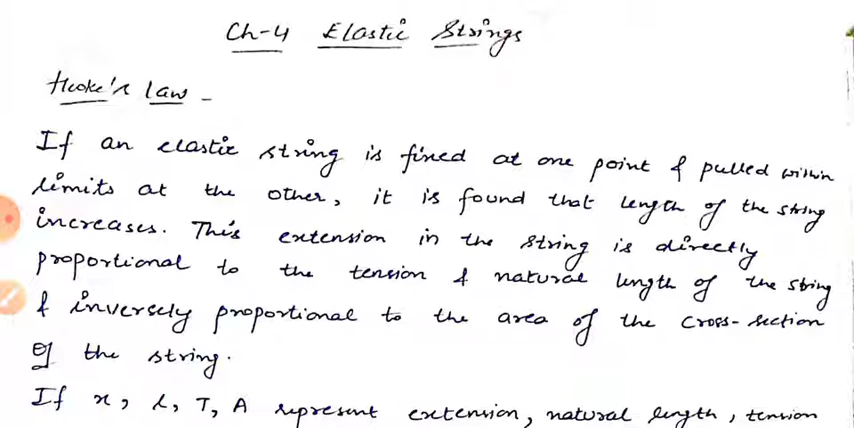 Ch-4 Elastic Strings
Hooke's law -
If an elastic string is fixed at one point & pulled within
limits at the other, it is found that length of the string
increases. This extension in the string is directly
proportional to the tension & natural length of the string
& inversely proportional to the area of the cross-section
of the string.
If x, l, T, A represent extension, natural length, tension